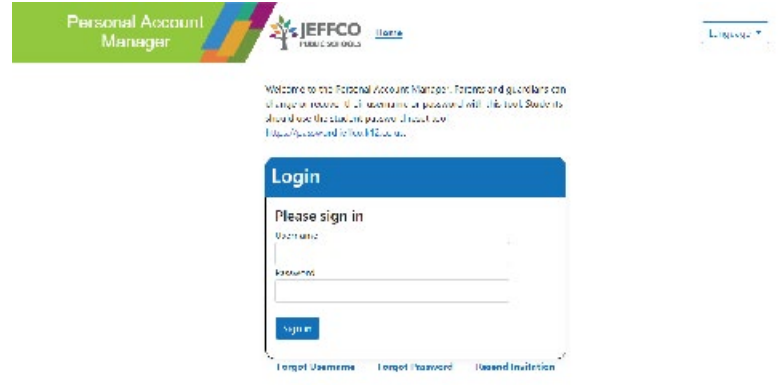 Personal Account
Manager
JEFFCO
PUBLIC SCHOOLS
Home
Language
Welcome to the Personal Account Manager. Parents and guardians can
change or recover their username or password with this tool. Students
should use the student password reset tool
Login
Please sign in
Username
Password
Sign in
Forgot Username
Forgot Password
Resend Invitation